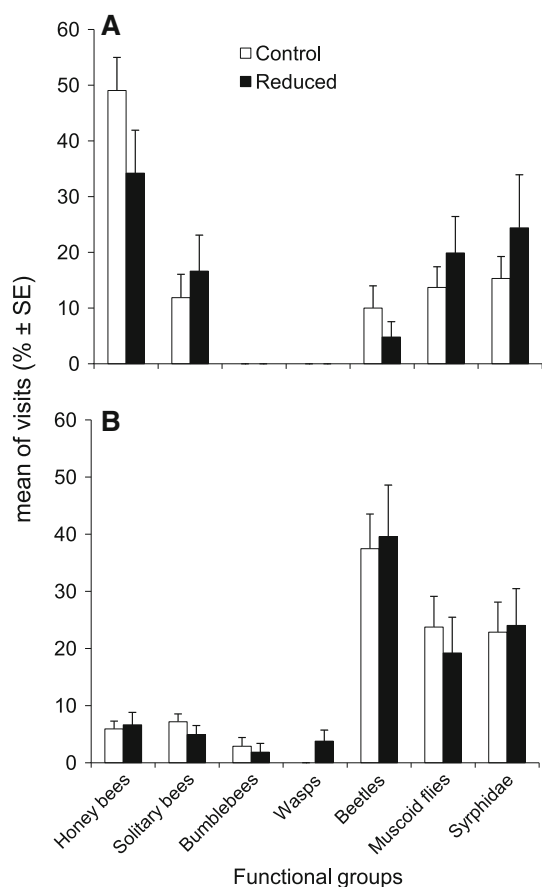 A
Control
Reduced
60
50
40
30
20
10
0
B
60
50
40
30
20
10
0
mean of visits (% ± SE)
Honey bees
Solitary bees
Bumblebees
Wasps
Beetles
Muscoid flies
Syrphidae
Functional groups